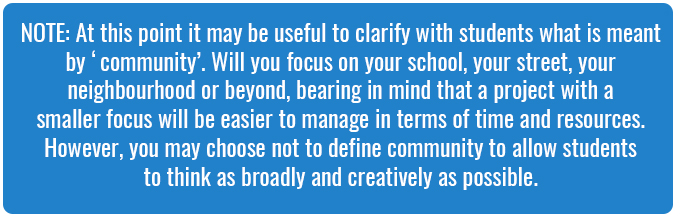 NOTE: At this point it may be useful to clarify with students what is meant
by ‘ community’. Will you focus on your school, your street, your
neighbourhood or beyond, bearing in mind that a project with a
smaller focus will be easier to manage in terms of time and resources.
However, you may choose not to define community to allow students
to think as broadly and creatively as possible.